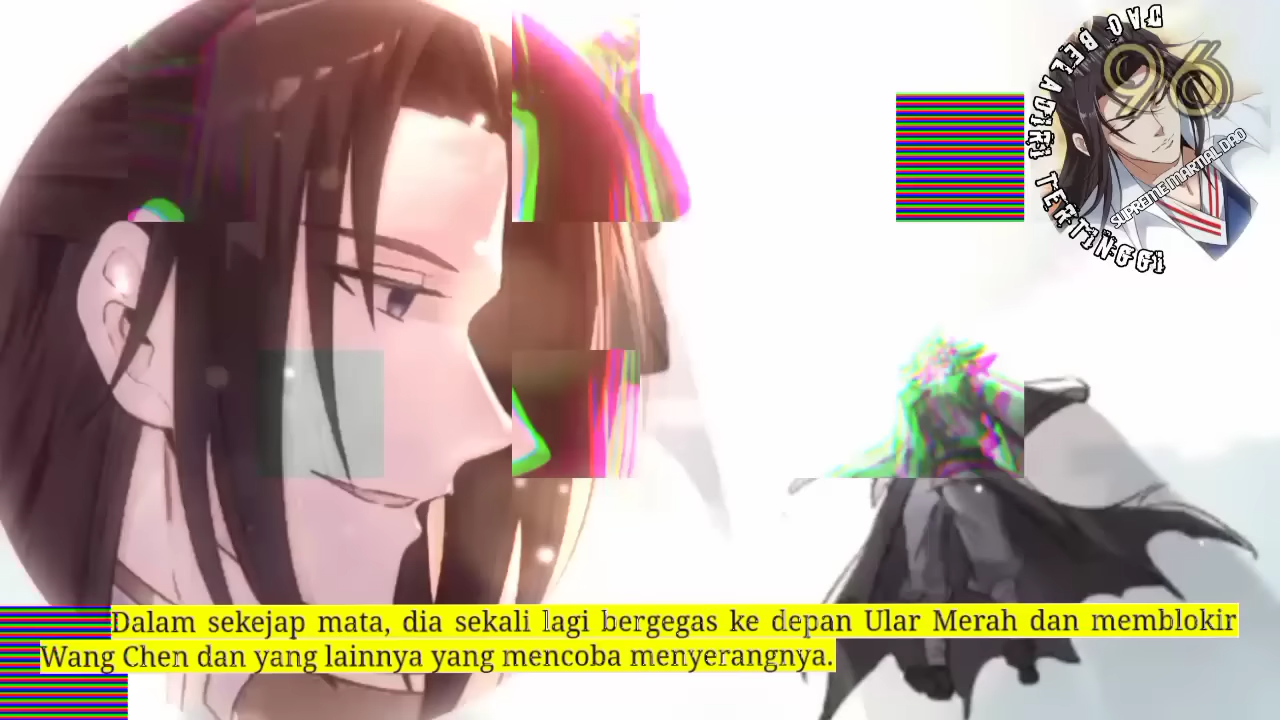 DAO BELADIRI TERTINGGI
96
SUPREME MARTIAL DAO
Dalam sekejap mata, dia sekali lagi bergegas ke depan Ular Merah dan memblokir
Wang Chen dan yang lainnya yang mencoba menyerangnya.